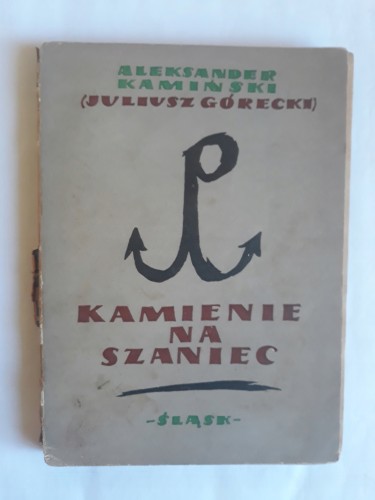 ALEKSANDER
KAMIŃSKI
(JULIUSZ GÓRECKI)
KAMIENIE
NA
SZANIEC
-ŚLĄSK-